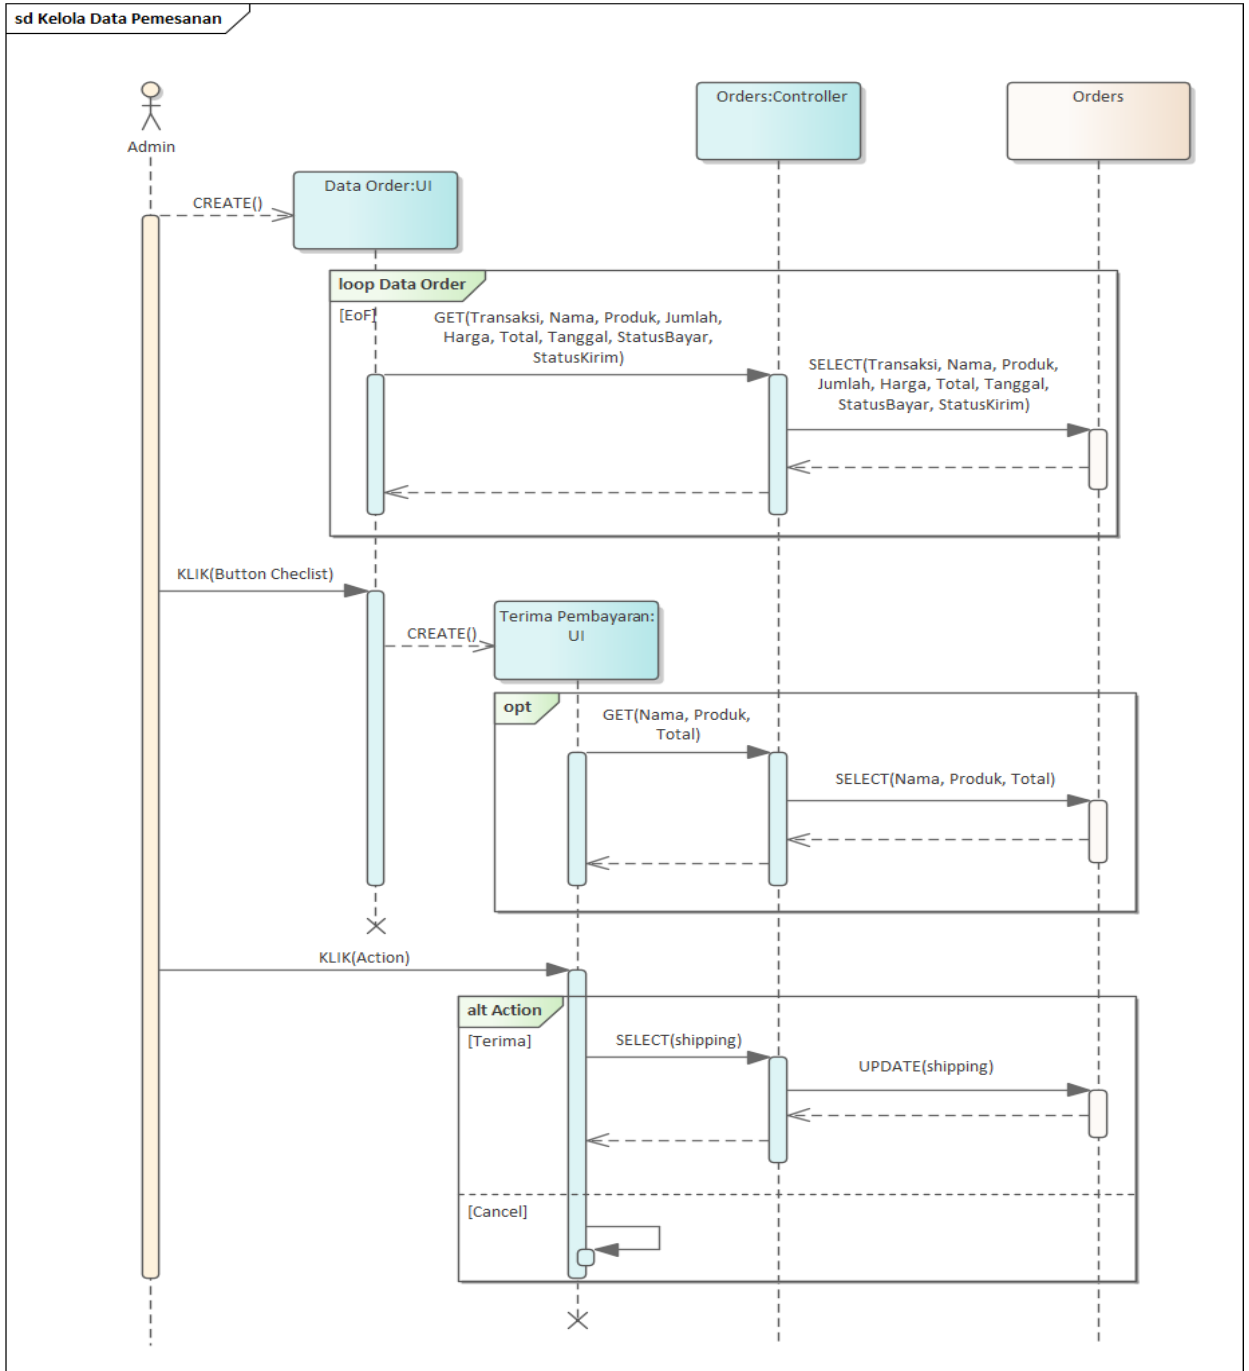 sd Kelola Data Pemesanan
Admin
Orders:Controller
Orders
Data Order:UI
CREATE()
loop Data Order
[EoF]
GET(Transaksi, Nama, Produk, Jumlah,
Harga, Total, Tanggal, StatusBayar,
StatusKirim)
SELECT(Transaksi, Nama, Produk,
Jumlah, Harga, Total, Tanggal,
StatusBayar, StatusKirim)
KLIK(Button Checlist)
Terima Pembayaran:
UI
CREATE()
opt
GET(Nama, Produk,
Total)
SELECT(Nama, Produk, Total)
KLIK(Action)
alt Action
[Terima]
SELECT(shipping)
UPDATE(shipping)
[Cancel]